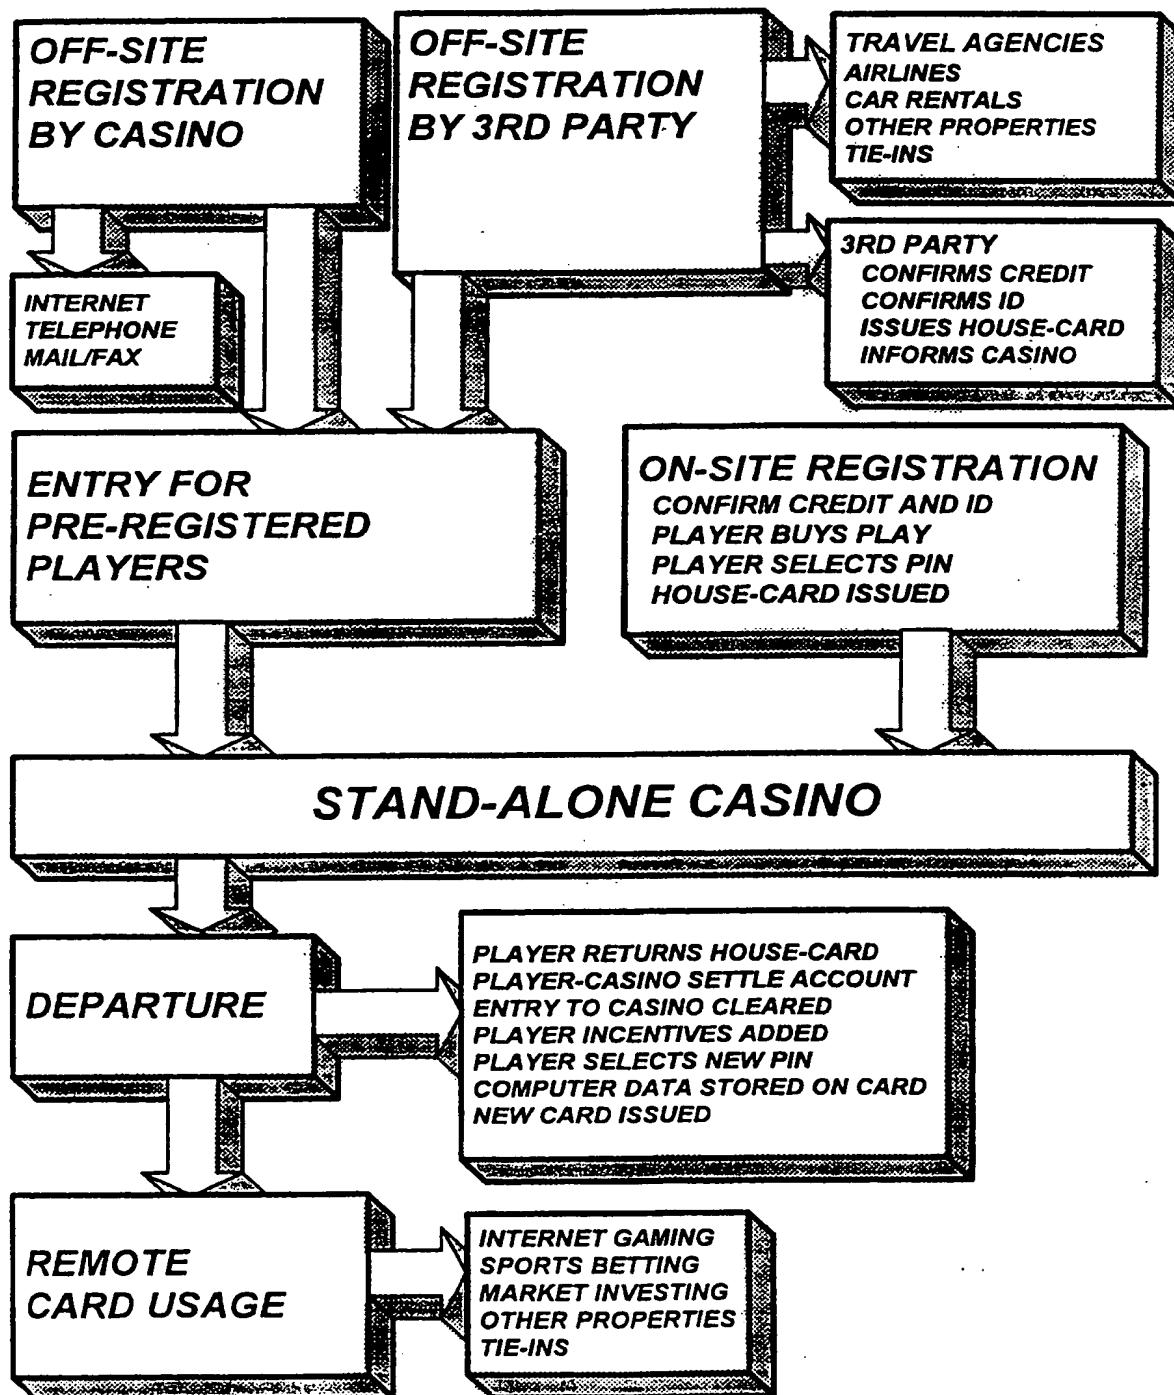 OFF-SITE
REGISTRATION
BY CASINO
OFF-SITE
REGISTRATION
BY 3RD PARTY
TRAVEL AGENCIES
AIRLINES
CAR RENTALS
OTHER PROPERTIES
TIE-INS
3RD PARTY
CONFIRMS CREDIT
CONFIRMS ID
ISSUES HOUSE-CARD
INFORMS CASINO
INTERNET
TELEPHONE
MAIL/FAX
ENTRY FOR
PRE-REGISTERED
PLAYERS
ON-SITE REGISTRATION
CONFIRM CREDIT AND ID
PLAYER BUYS PLAY
PLAYER SELECTS PIN
HOUSE-CARD ISSUED
STAND-ALONE CASINO
DEPARTURE
PLAYER RETURNS HOUSE-CARD
PLAYER-CASINO SETTLE ACCOUNT
ENTRY TO CASINO CLEARED
PLAYER INCENTIVES ADDED
PLAYER SELECTS NEW PIN
COMPUTER DATA STORED ON CARD
NEW CARD ISSUED
REMOTE
CARD USAGE
INTERNET GAMING
SPORTS BETTING
MARKET INVESTING
OTHER PROPERTIES
TIE-INS